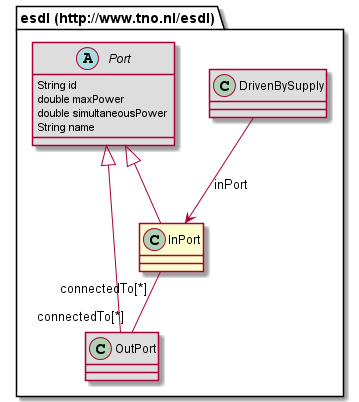 esdl (http://www.tno.nl/esdl)
A Port
String id
double maxPower
double simultaneousPower
String name
C DrivenBySupply
inPort
C InPort
connectedTo[*]
connectedTo[*]
C OutPort